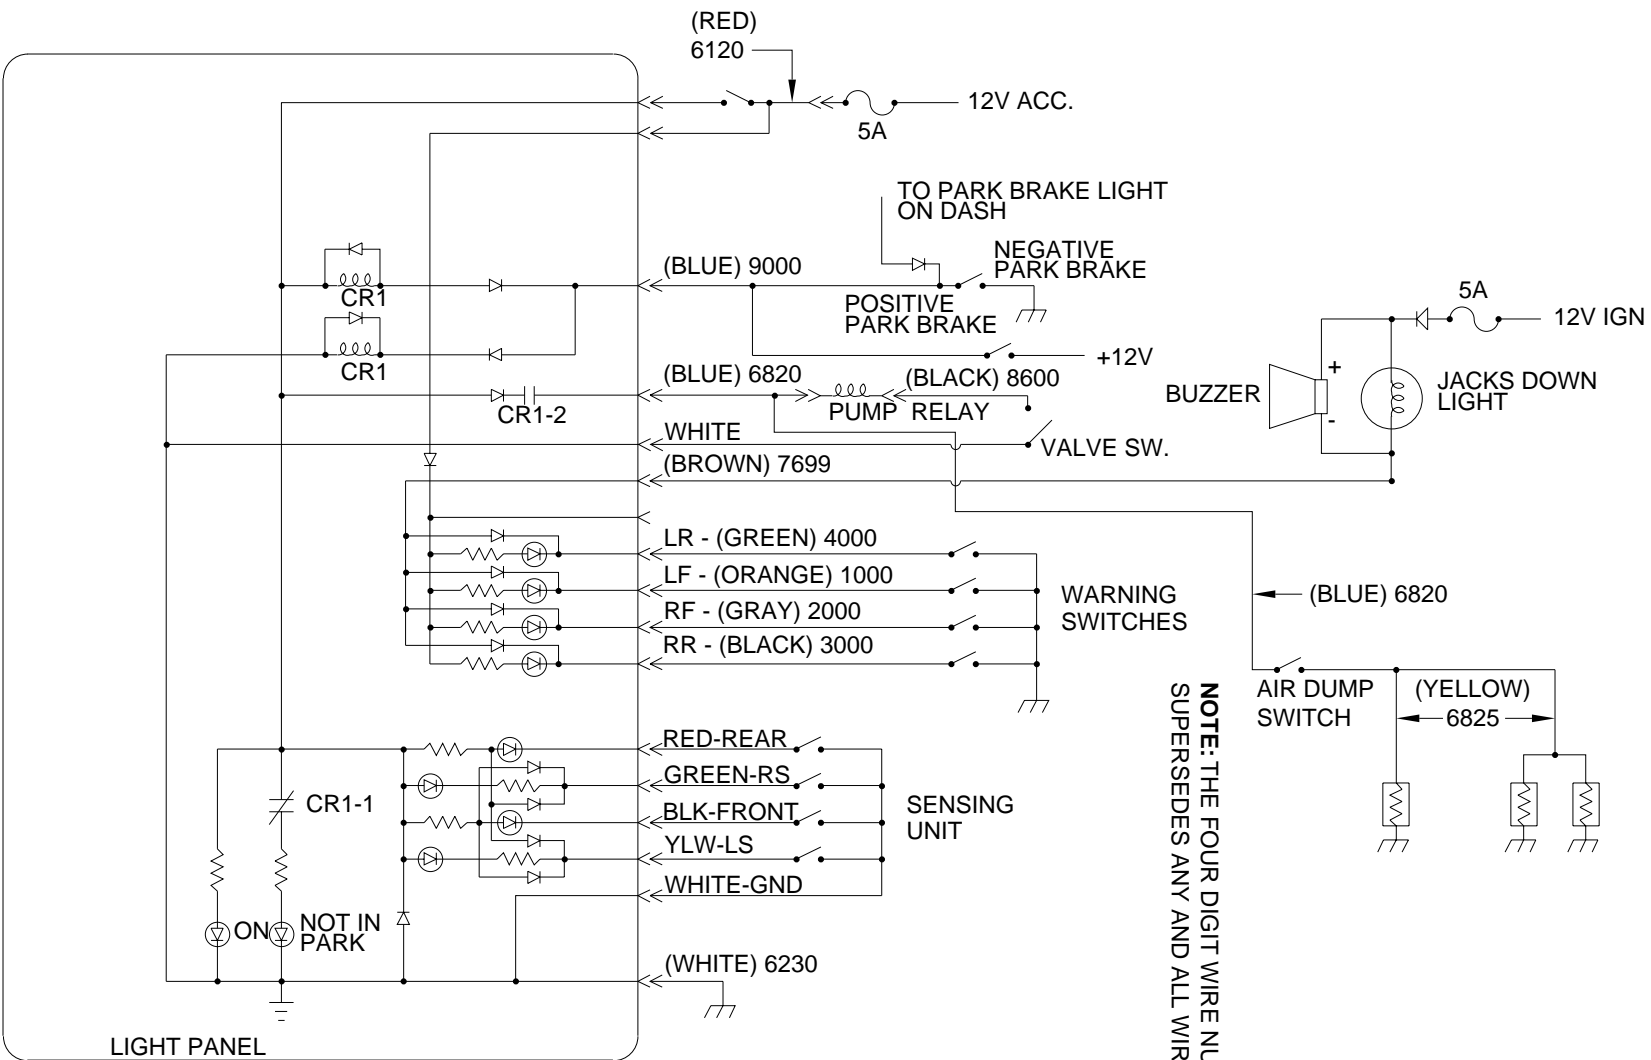 (RED)
6120
12V ACC.
5A
TO PARK BRAKE LIGHT
ON DASH
NEGATIVE
PARK BRAKE
(BLUE) 9000
CR1
POSITIVE
PARK BRAKE
5A
12V IGN
CR1
+12V
(BLUE) 6820
(BLACK) 8600
+
BUZZER
JACKS DOWN
LIGHT
CR1-2
PUMP RELAY
-
WHITE
VALVE SW.
(BROWN) 7699
LR - (GREEN) 4000
LF - (ORANGE) 1000
RF - (GRAY) 2000
RR - (BLACK) 3000
WARNING
SWITCHES
(BLUE) 6820
AIR DUMP
SWITCH
(YELLOW)
6825
RED-REAR
GREEN-RS
BLK-FRONT
YLW-LS
WHITE-GND
SENSING
UNIT
CR1-1
ON
NOT IN
PARK
(WHITE) 6230
LIGHT PANEL
NOTE: THE FOUR DIGIT WIRE
SUPERSEDES ANY AND ALL